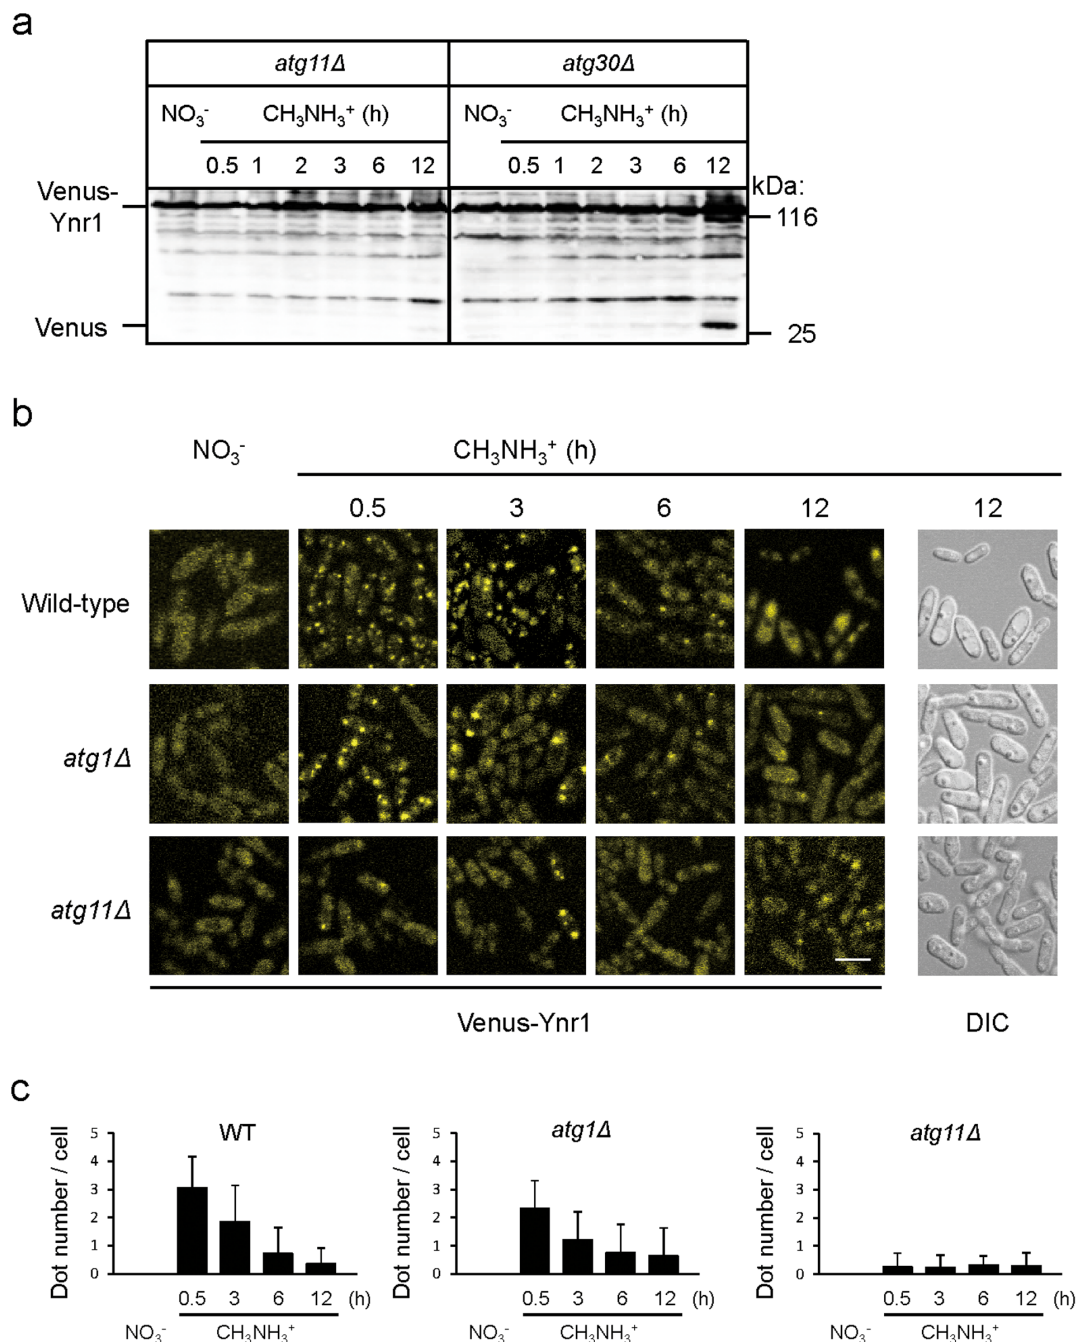 a
atg11Δ atg30Δ
NO₃⁻ CH₃NH₃⁺ (h) NO₃⁻ CH₃NH₃⁺ (h)
0.5 1 2 3 6 12 0.5 1 2 3 6 12
kDa:
Venus-
Ynr1
116
Venus
25
b
NO₃⁻ CH₃NH₃⁺ (h)
0.5 3 6 12 12
Wild-type
atg1Δ
atg11Δ
Venus-Ynr1 DIC
c
WT
Dot number / cell
5
4
3
2
1
0
0.5 3 6 12 (h)
NO₃⁻ CH₃NH₃⁺
atg1Δ
Dot number / cell
5
4
3
2
1
0
0.5 3 6 12 (h)
NO₃⁻ CH₃NH₃⁺
atg11Δ
Dot number / cell
5
4
3
2
1
0
0.5 3 6 12 (h)
NO₃⁻ CH₃NH₃⁺